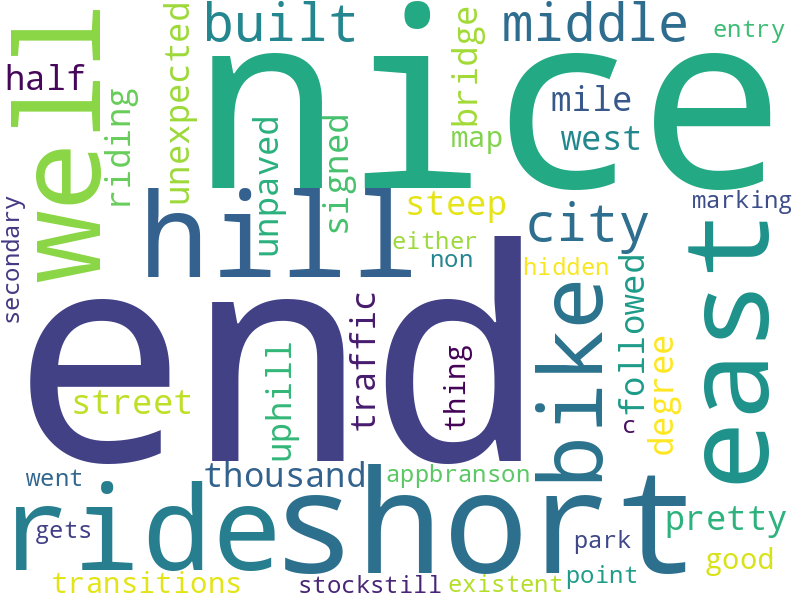 well
half
riding
unexpected
built
nice
bridge
middle
entry
mile
map
west
unpaved
signed
hill
steep
either
non
city
hidden
marking
secondary
east
end
bike
followed
degree
c
traffic
thing
uphill
street
thousand
appbranson
went
gets
ride
short
pretty
park
good
point
transitions
stockstill
existent